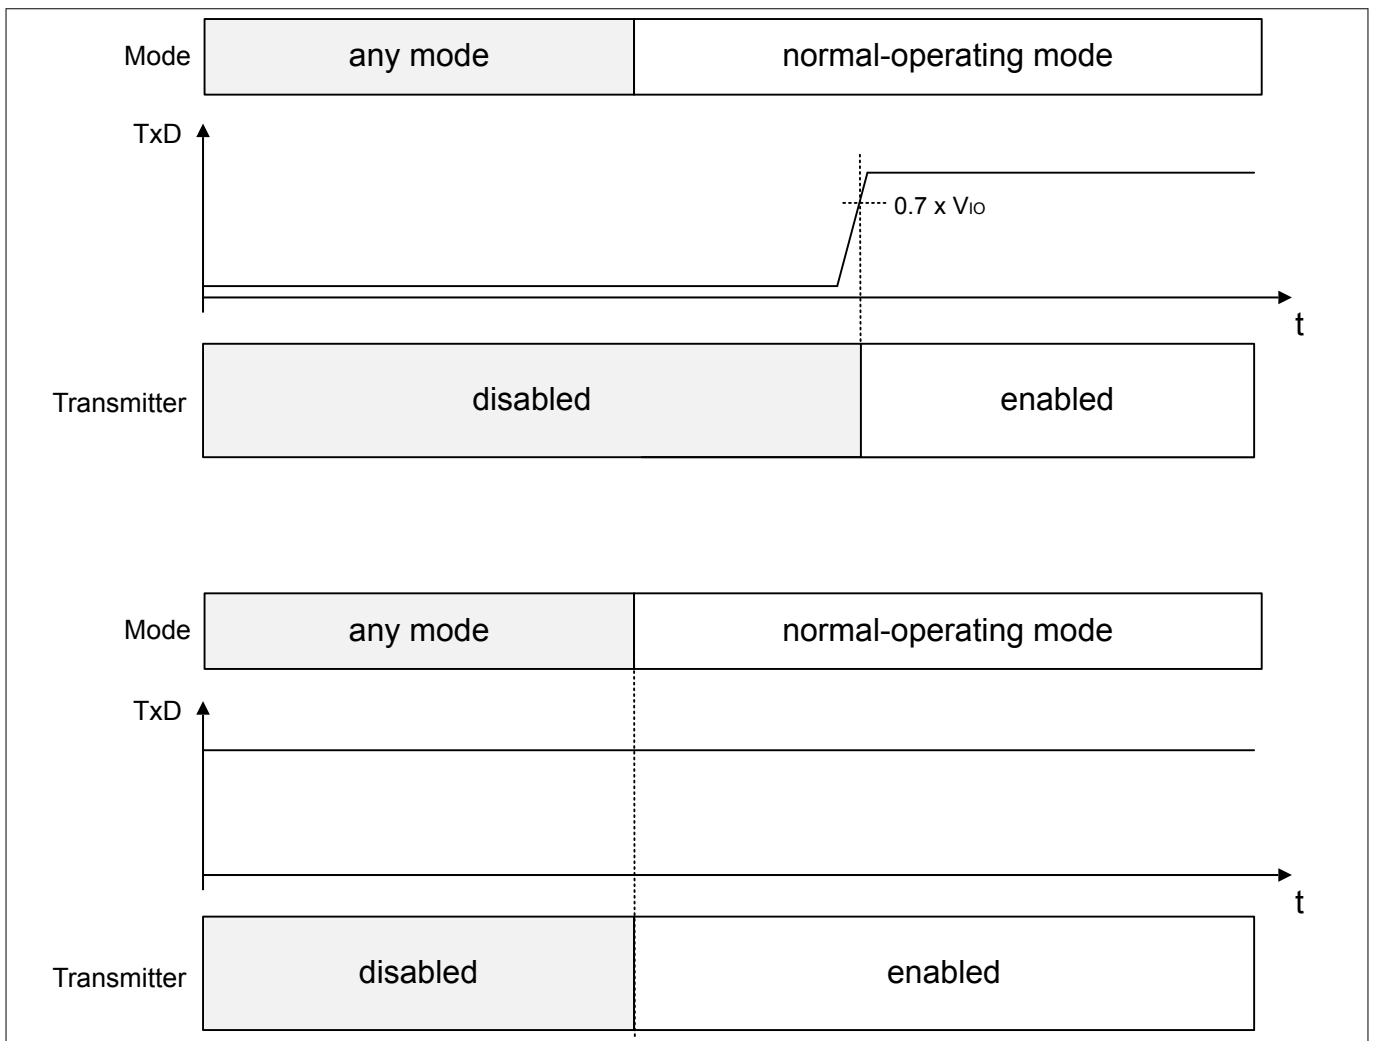 Mode any mode normal-operating mode
TxD
0.7 x VIO
t
Transmitter disabled enabled
Mode any mode normal-operating mode
TxD
t
Transmitter disabled enabled